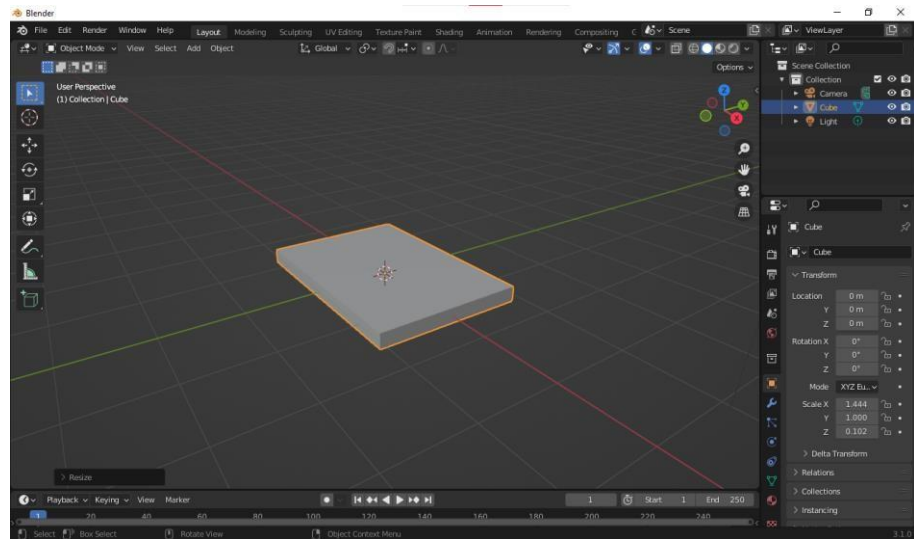 Blender
File Edit Render Window Help Layout Modeling Sculpting UV Editing Texture Paint Shading Animation Rendering Compositing Scene ViewLayer
Object Mode View Select Add Object Global
Options
User Perspective
(1) Collection | Cube
Z
Y
X
Scene Collection
Collection
Camera
Cube
Light
Cube
Cube
Transform
Location 0 m
Y 0 m
Z 0 m
Rotation X 0°
Y 0°
Z 0°
Mode XYZ Eu...
Scale X 1.444
Y 1.000
Z 0.102
> Delta Transform
> Relations
> Collections
> Instancing
> Resize
Playback Keying View Marker 1 Start 1 End 250
1 20 40 60 80 100 120 140 160 180 200 220 240
Select Box Select Rotate View Object Context Menu 3.1.0